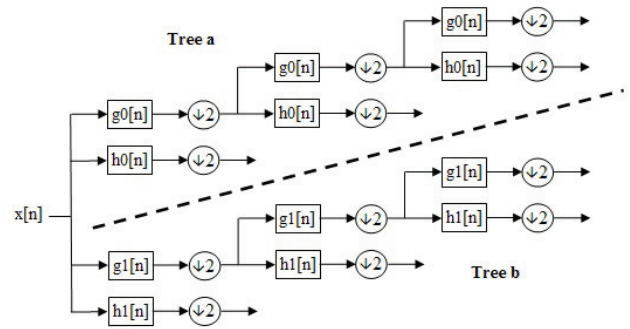 g0[n] ↓2
Tree a
g0[n] ↓2
h0[n] ↓2
g0[n] ↓2
h0[n] ↓2
h0[n] ↓2
x[n]
g1[n] ↓2
g1[n] ↓2
h1[n] ↓2
g1[n] ↓2
h1[n] ↓2
Tree b
h1[n] ↓2